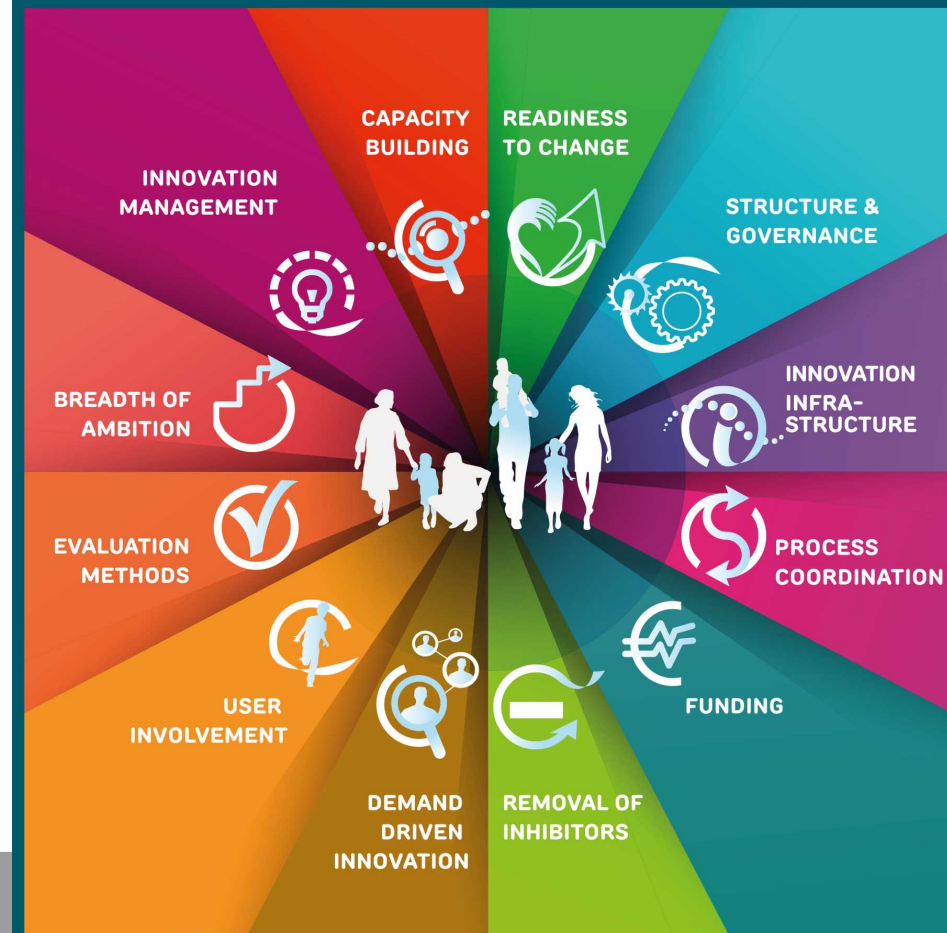 CAPACITY
BUILDING
READINESS
TO CHANGE
STRUCTURE &
GOVERNANCE
INNOVATION
INFRA-
STRUCTURE
PROCESS
COORDINATION
FUNDING
REMOVAL OF
INHIBITORS
DEMAND
DRIVEN
INNOVATION
USER
INVOLVEMENT
EVALUATION
METHODS
BREADTH OF
AMBITION
INNOVATION
MANAGEMENT